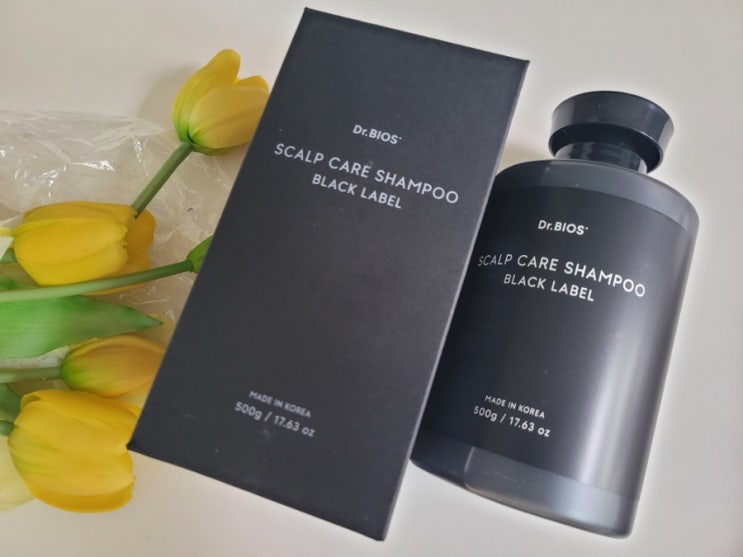 Dr.BIOS
SCALP CARE SHAMPOO
BLACK LABEL
MADE IN KOREA
500g / 17.63 oz
Dr.BIOS
SCALP CARE SHAMPOO
BLACK LABEL
MADE IN KOREA
500g / 17.63 oz